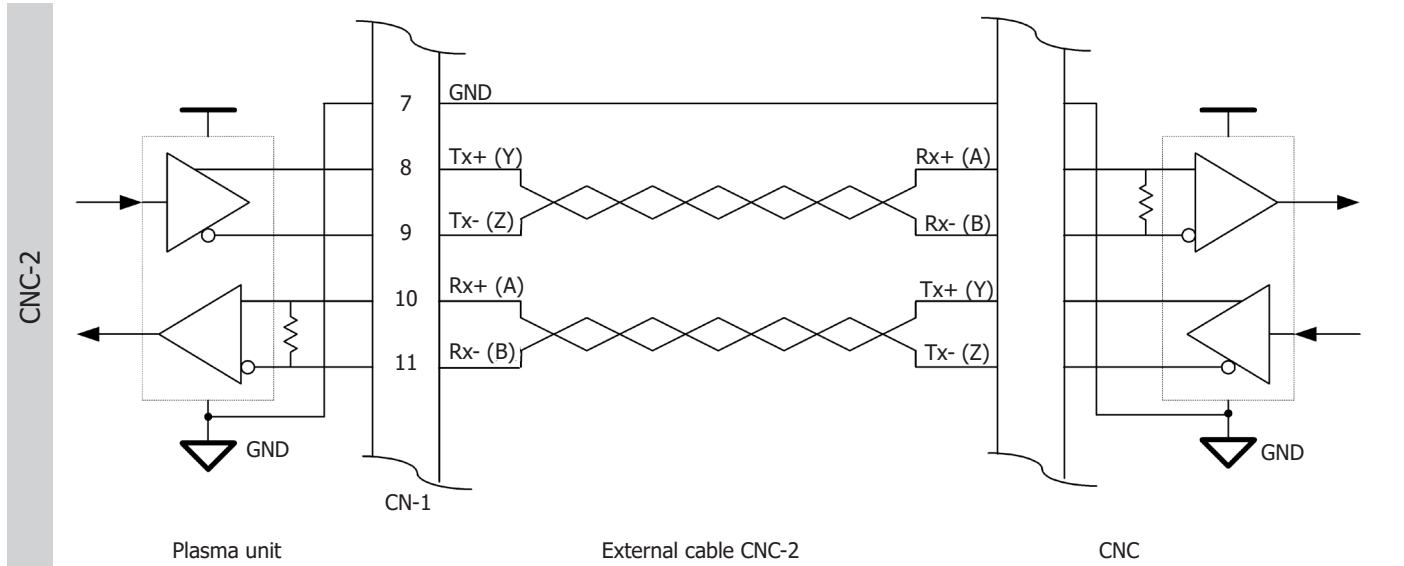 CNC-2
7 GND
8 Tx+ (Y) Rx+ (A)
9 Tx- (Z) Rx- (B)
10 Rx+ (A) Tx+ (Y)
11 Rx- (B) Tx- (Z)
GND GND
CN-1
Plasma unit External cable CNC-2 CNC